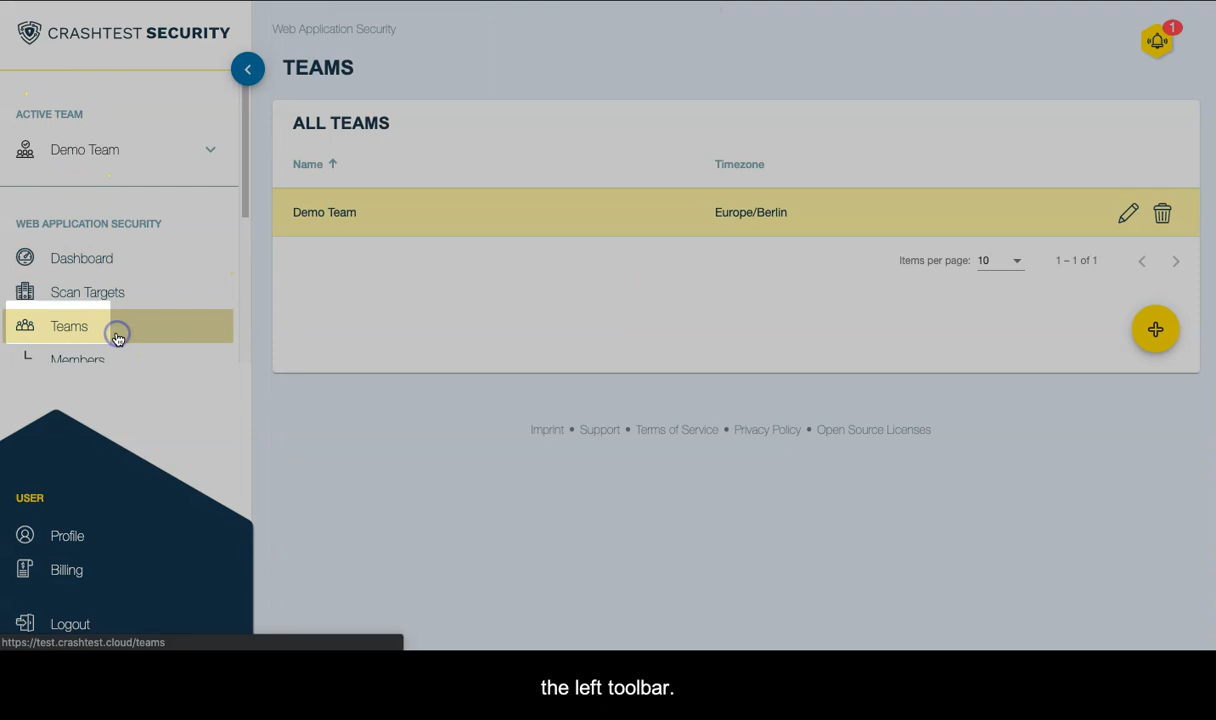 CRASHTEST SECURITY
ACTIVE TEAM
Demo Team
WEB APPLICATION SECURITY
Dashboard
Scan Targets
Teams
Members
USER
Profile
Billing
Logout
https://test.crashtest.cloud/teams
Web Application Security
1
TEAMS
ALL TEAMS
Name Timezone
Demo Team Europe/Berlin
Items per page: 10 1 – 1 of 1
Imprint • Support • Terms of Service • Privacy Policy • Open Source Licenses
the left toolbar.